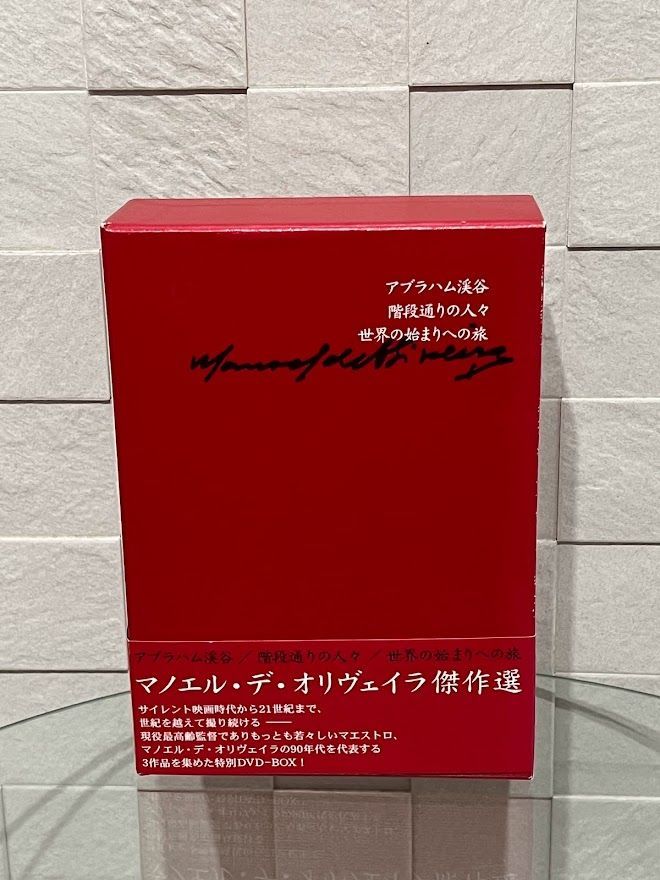 アブラハム渓谷
階段通りの人々
世界の始まりへの旅
Manoel de Oliveira
アブラハム渓谷 / 階段通りの人々 / 世界の始まりへの旅
マノエル・デ・オリヴェイラ傑作選
サイレント映画時代から21世紀まで、
世紀を越えて撮り続ける ――
現役最高齢監督でありもっとも若々しいマエストロ、
マノエル・デ・オリヴェイラの90年代を代表する
3作品を集めた特別DVD-BOX!